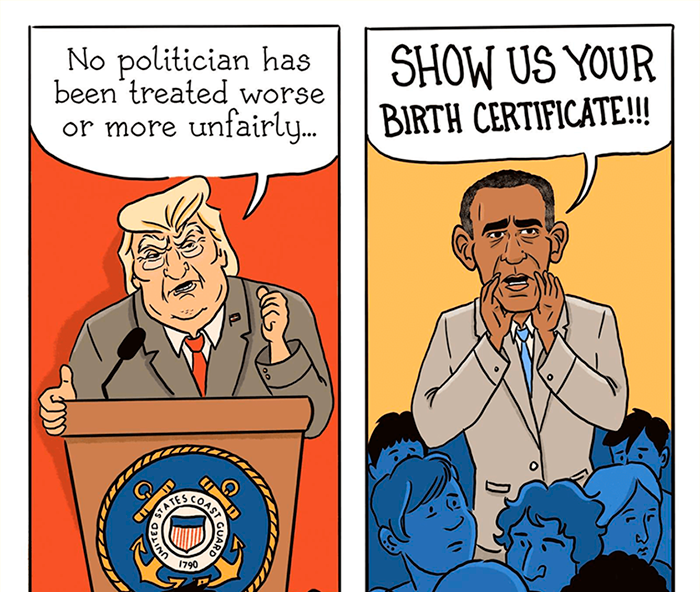 No politician has
been treated worse
or more unfairly...
SHOW US YOUR
BIRTH CERTIFICATE!!!
UNITED STATES COAST GUARD
1790